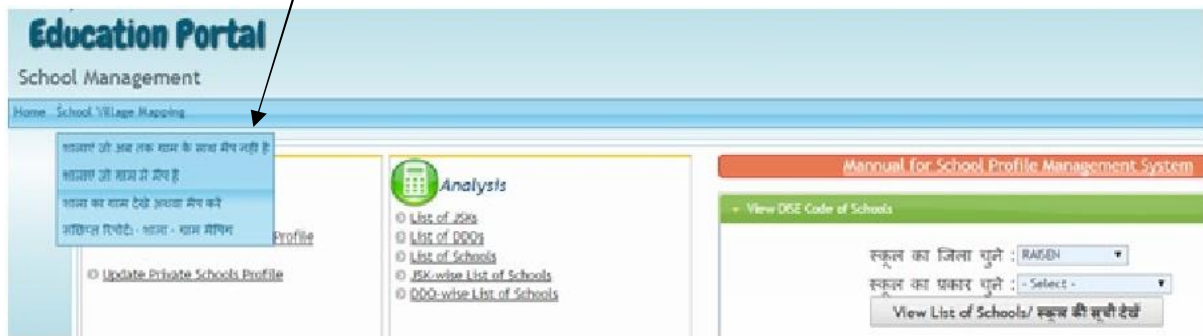 Education Portal
School Management
Home School Village Mapping
शालाएं जो अब तक ग्राम के साथ मैप नहीं है
शालाएं जो ग्राम से मैप है
शाला का ग्राम देखें अथवा मैप करें
संक्षिप्त रिपोर्ट:- शाला - ग्राम मैपिंग
Profile
Update Private Schools Profile
Analysis
List of JSKs
List of DDOs
List of Schools
JSK-wise List of Schools
DDO-wise List of Schools
Mannual for School Profile Management System
View DISE Code of Schools
स्कूल का जिला चुने : RAISEN
स्कूल का प्रकार चुने : - Select -
View List of Schools/ स्कूल की सूची देखें